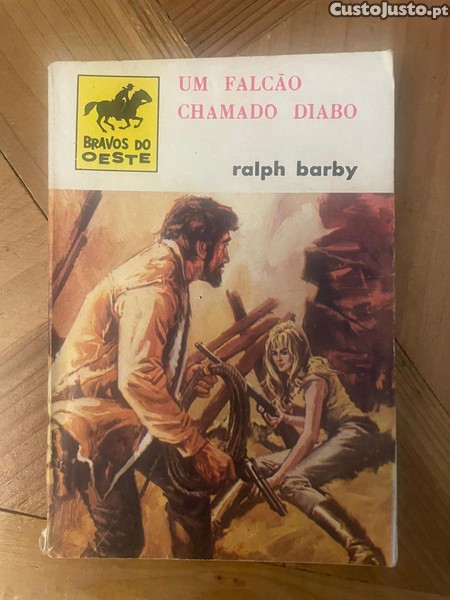 CustoJusto.pt
UM FALCÃO
CHAMADO DIABO
BRAVOS DO
OESTE
ralph barby